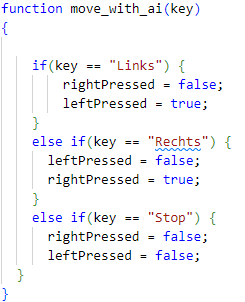 function move_with_ai(key)
{
if(key == "Links") {
rightPressed = false;
leftPressed = true;
}
else if(key == "Rechts") {
leftPressed = false;
rightPressed = true;
}
else if(key == "Stop") {
rightPressed = false;
leftPressed = false;
}
}